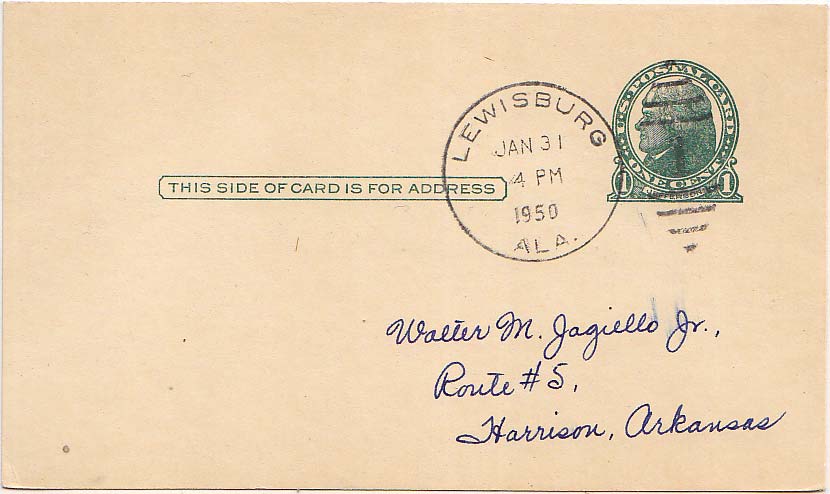 U.S. POSTAL CARD
ONE CENT
1 JEFFERSON 1
LEWISBURG
JAN 31
4 PM
1950
ALA.
THIS SIDE OF CARD IS FOR ADDRESS
Walter M. Jagiello Jr.,
Route #5,
Harrison, Arkansas